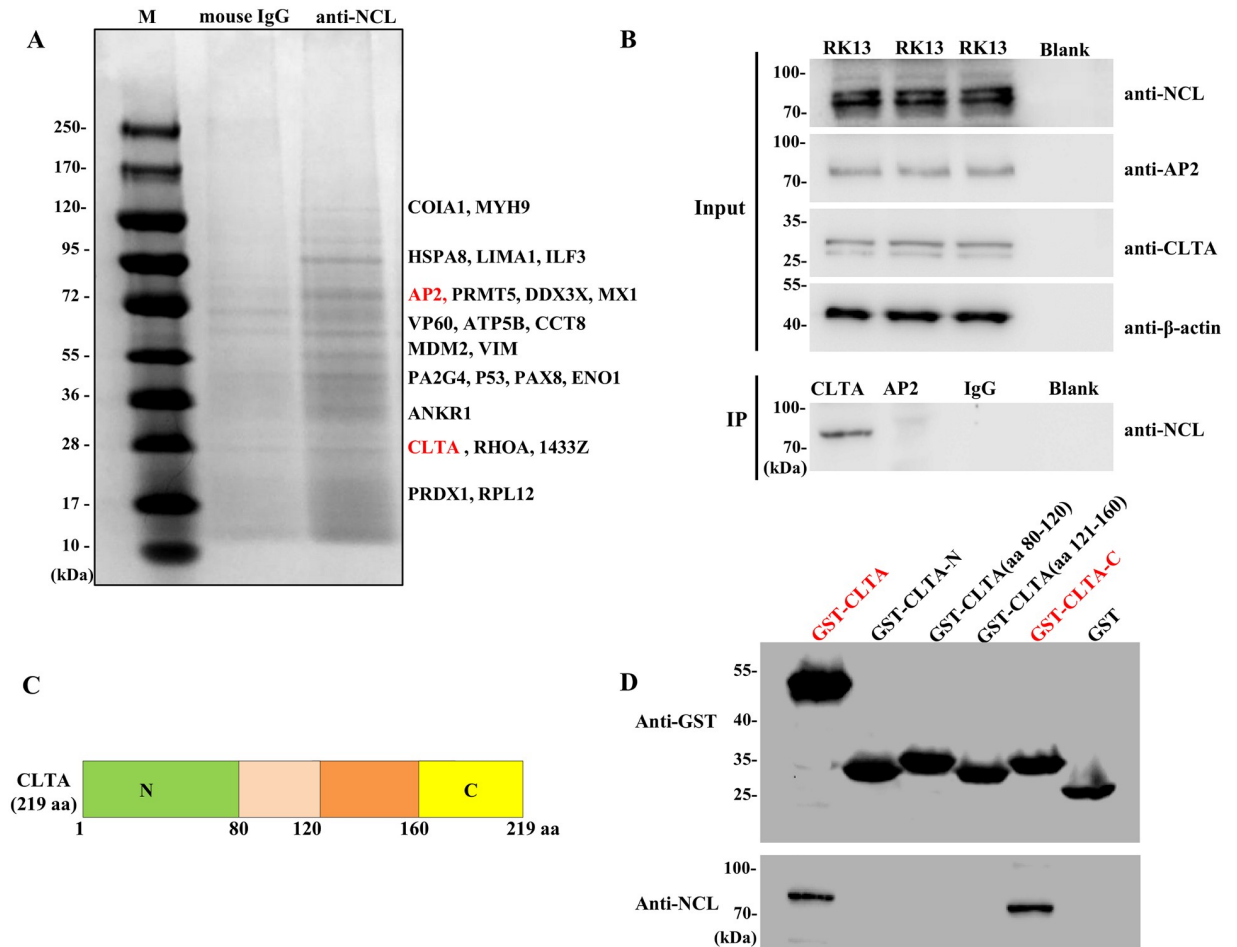 A
M mouse IgG anti-NCL
250-
170-
120-
95 -
72 -
55 -
36 -
28 -
17 -
10 -
(kDa)
COIA1, MYH9
HSPA8, LIMA1, ILF3
AP2, PRMT5, DDX3X, MX1
VP60, ATP5B, CCT8
MDM2, VIM
PA2G4, P53, PAX8, ENO1
ANKR1
CLTA , RHOA, 1433Z
PRDX1, RPL12
B
RK13 RK13 RK13 Blank
Input
100-
70-
anti-NCL
100-
70-
anti-AP2
35-
25-
anti-CLTA
55-
40-
anti-β-actin
IP
CLTA AP2 IgG Blank
100-
70-
(kDa)
anti-NCL
C
CLTA
(219 aa)
N C
1 80 120 160 219 aa
D
GST-CLTA
GST-CLTA-N
GST-CLTA(aa 80-120)
GST-CLTA(aa 121-160)
GST-CLTA-C
GST
Anti-GST
55-
40-
35-
25-
Anti-NCL
100-
70-
(kDa)